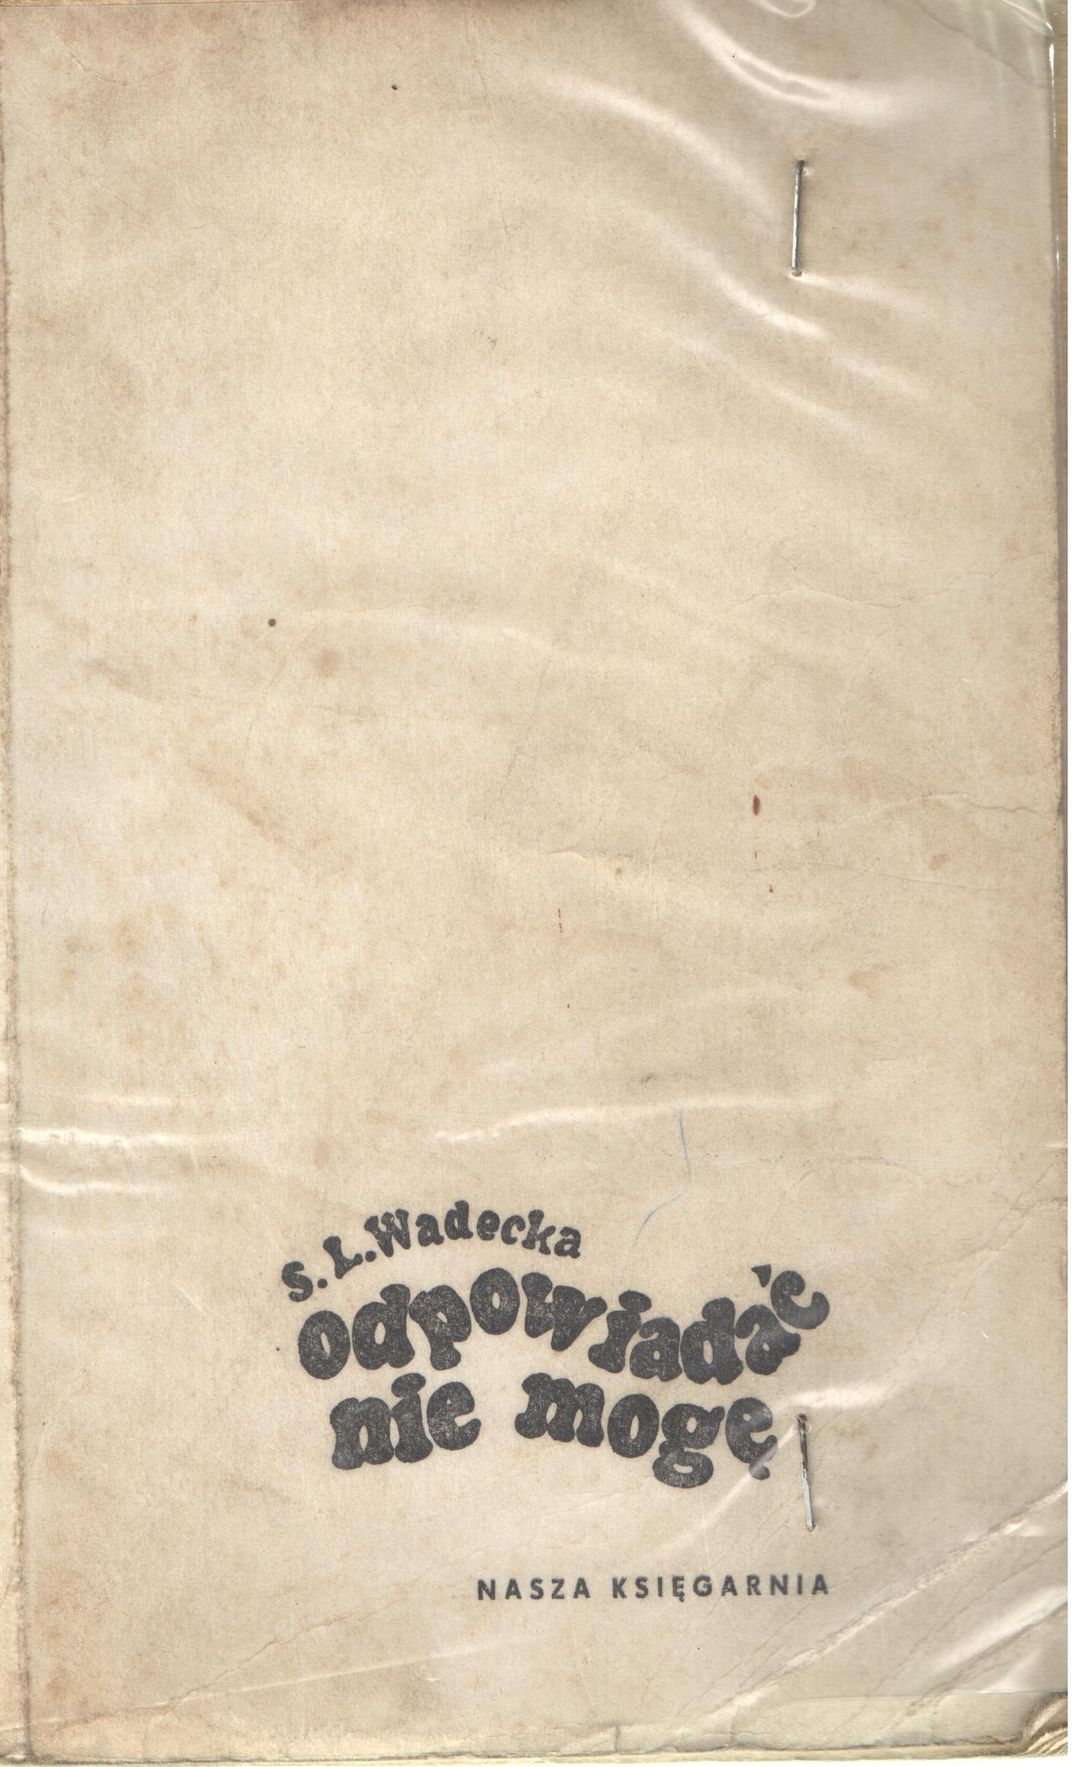 S. L. Wadecka
odpowiadać
nie mogę
NASZA KSIĘGARNIA